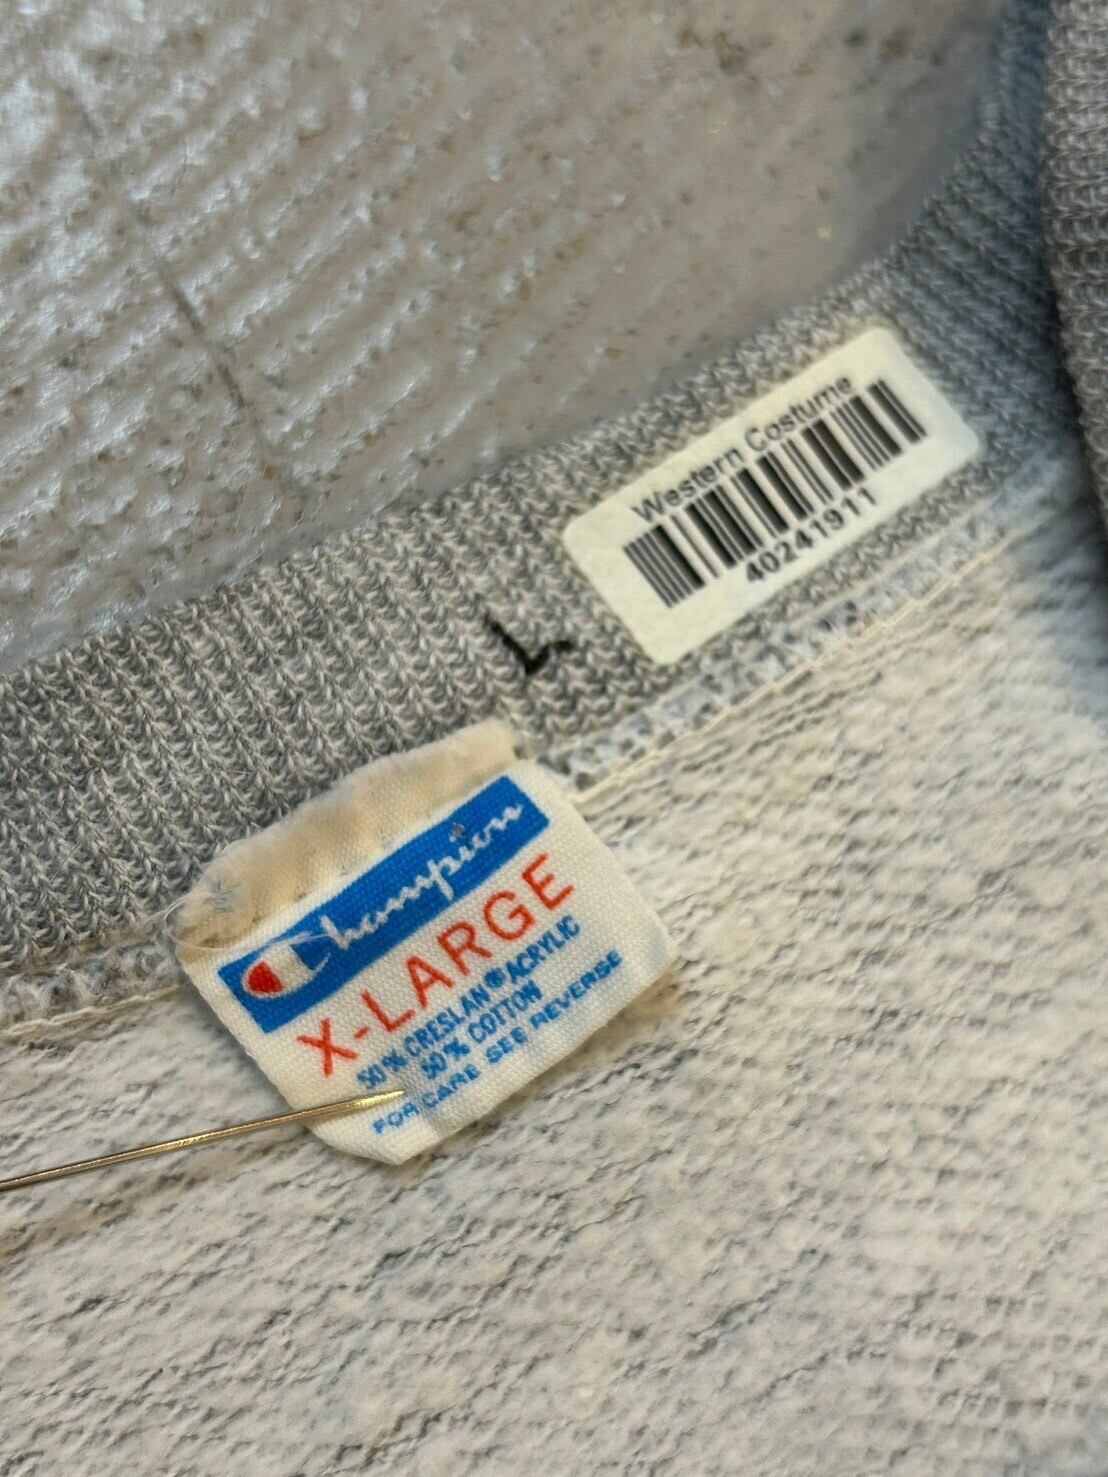 Western Costume
40241911
L
Champion
X-LARGE
50% CRESLAN® ACRYLIC
50% COTTON
FOR CARE SEE REVERSE